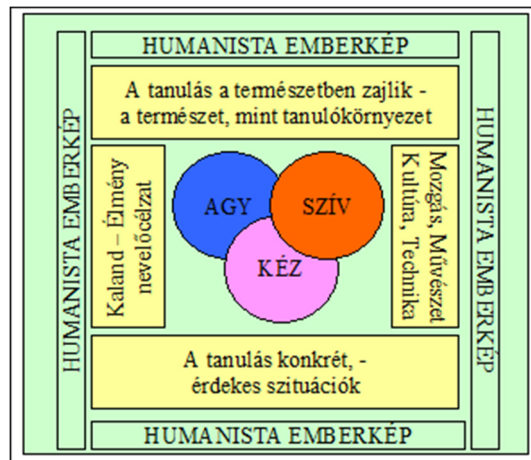 HUMANISTA EMBERKÉP
A tanulás a természetben zajlik -
a természet, mint tanulókörnyezet
HUMANISTA EMBERKÉP
Kaland – Élmény
nevelőcélzat
AGY
SZÍV
KÉZ
Mozgás, Művészet
Kultúra, Technika
HUMANISTA EMBERKÉP
A tanulás konkrét, -
érdekes szituációk
HUMANISTA EMBERKÉP